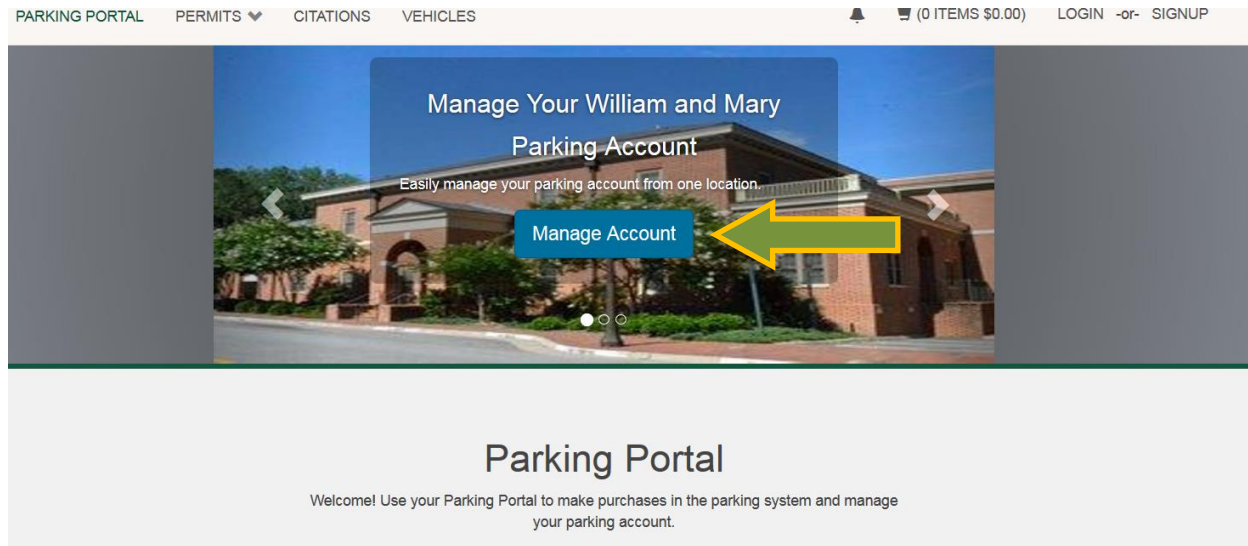 PARKING PORTAL PERMITS CITATIONS VEHICLES (0 ITEMS $0.00) LOGIN -or- SIGNUP
Manage Your William and Mary
Parking Account
Easily manage your parking account from one location.
Manage Account
Parking Portal
Welcome! Use your Parking Portal to make purchases in the parking system and manage
your parking account.